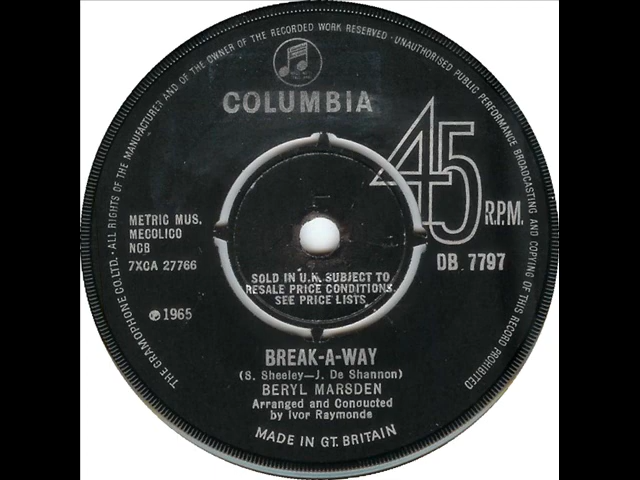 THE GRAMOPHONE CO. LTD. · ALL RIGHTS OF THE MANUFACTURER AND OF THE OWNER OF THE RECORDED WORK RESERVED · UNAUTHORISED PUBLIC PERFORMANCE BROADCASTING AND COPYING OF THIS RECORD PROHIBITED
COLUMBIA
45
R.P.M.
METRIC MUS.
MECOLICO
NCB
7XCA 27766
DB 7797
SOLD IN U.K. SUBJECT TO
RESALE PRICE CONDITIONS.
SEE PRICE LISTS
℗1965
BREAK-A-WAY
(S. Sheeley—J. De Shannon)
BERYL MARSDEN
Arranged and Conducted
by Ivor Raymonde
MADE IN GT. BRITAIN